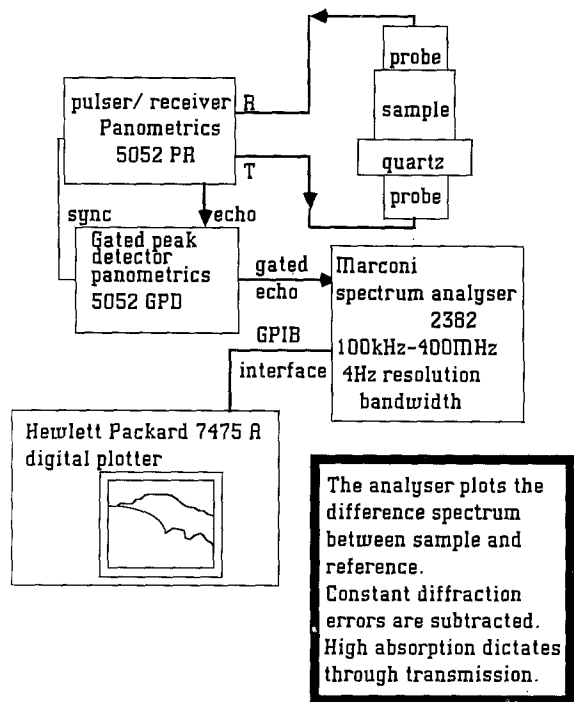 probe
pulser/ receiver
Panometrics
5052 PR
R
T
sample
quartz
probe
sync
echo
Gated peak
detector
panometrics
5052 GPD
gated
echo
Marconi
spectrum analyser
2382
100kHz-400MHz
4Hz resolution
bandwidth
GPIB
interface
Hewlett Packard 7475 A
digital plotter
The analyser plots the
difference spectrum
between sample and
reference.
Constant diffraction
errors are subtracted.
High absorption dictates
through transmission.